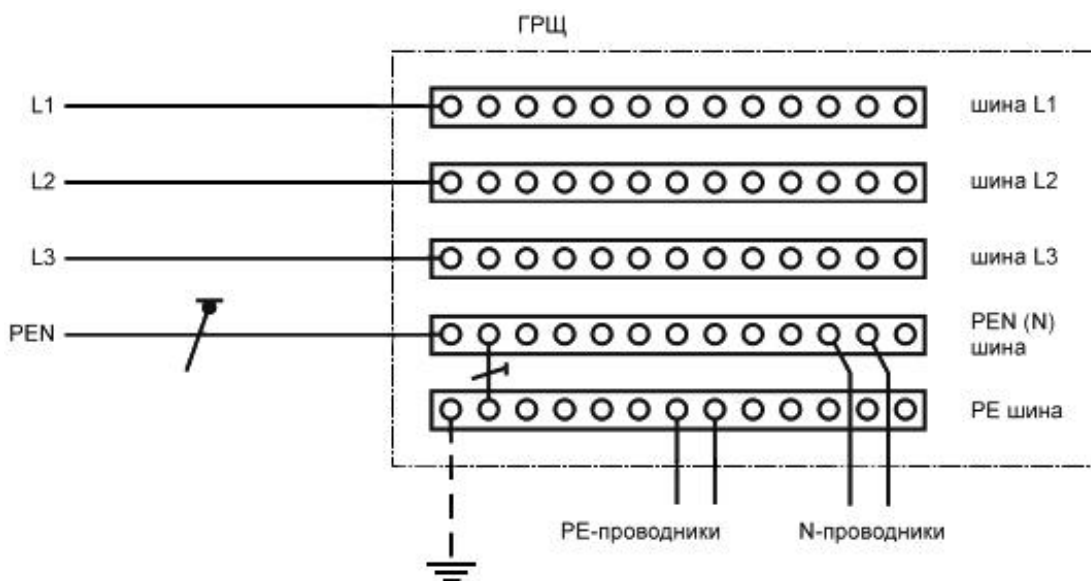 ГРЩ
L1
шина L1
L2
шина L2
L3
шина L3
PEN
PEN (N)
шина
PE шина
PE-проводники
N-проводники